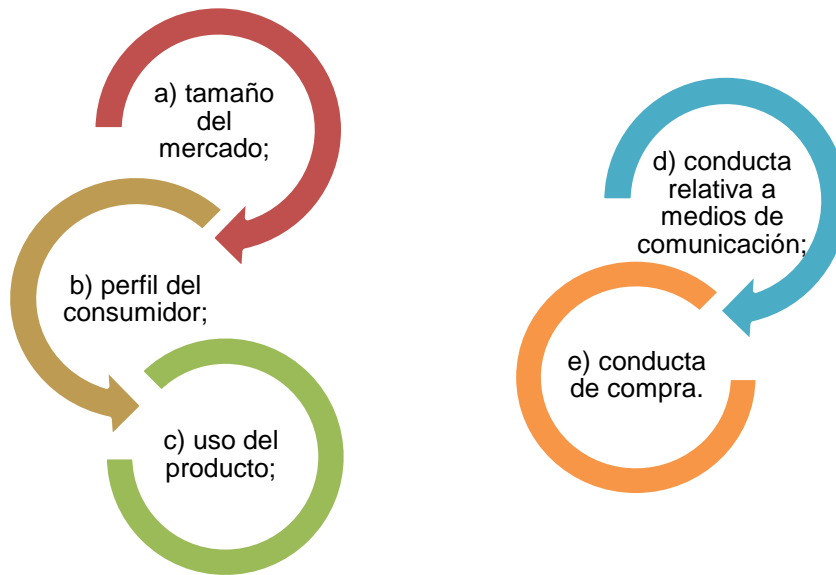 a) tamaño
del
mercado;
b) perfil del
consumidor;
c) uso del
producto;
d) conducta
relativa a
medios de
comunicación;
e) conducta
de compra.